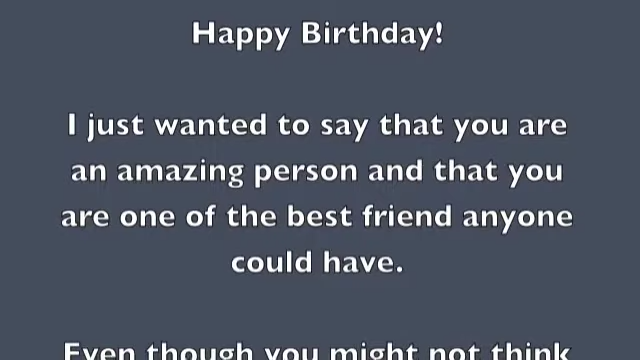 Happy Birthday!
I just wanted to say that you are
an amazing person and that you
are one of the best friend anyone
could have.
Even though you might not think